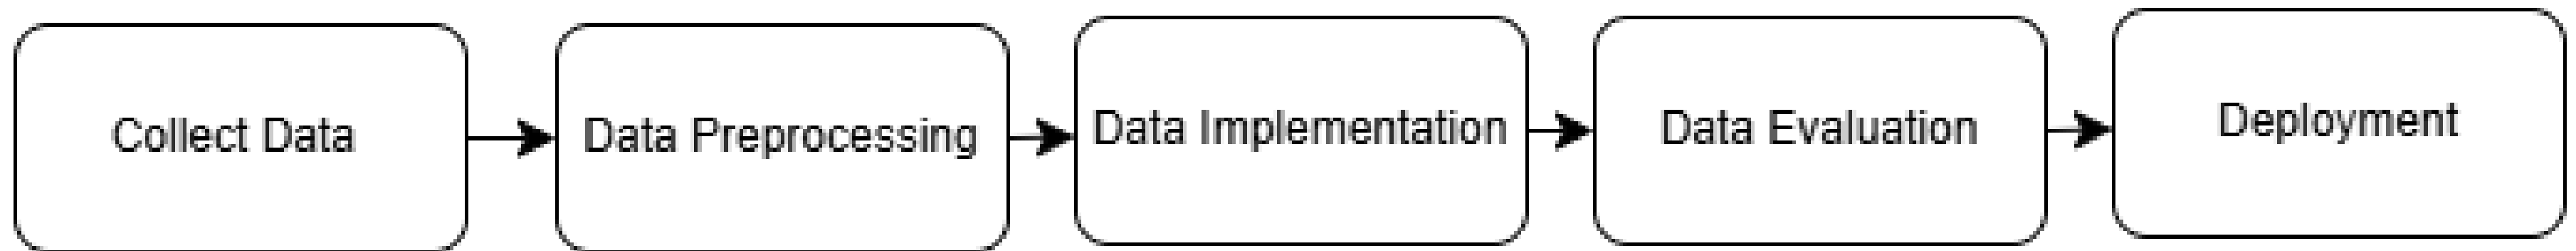 Collect Data
Data Preprocessing
Data Implementation
Data Evaluation
Deployment